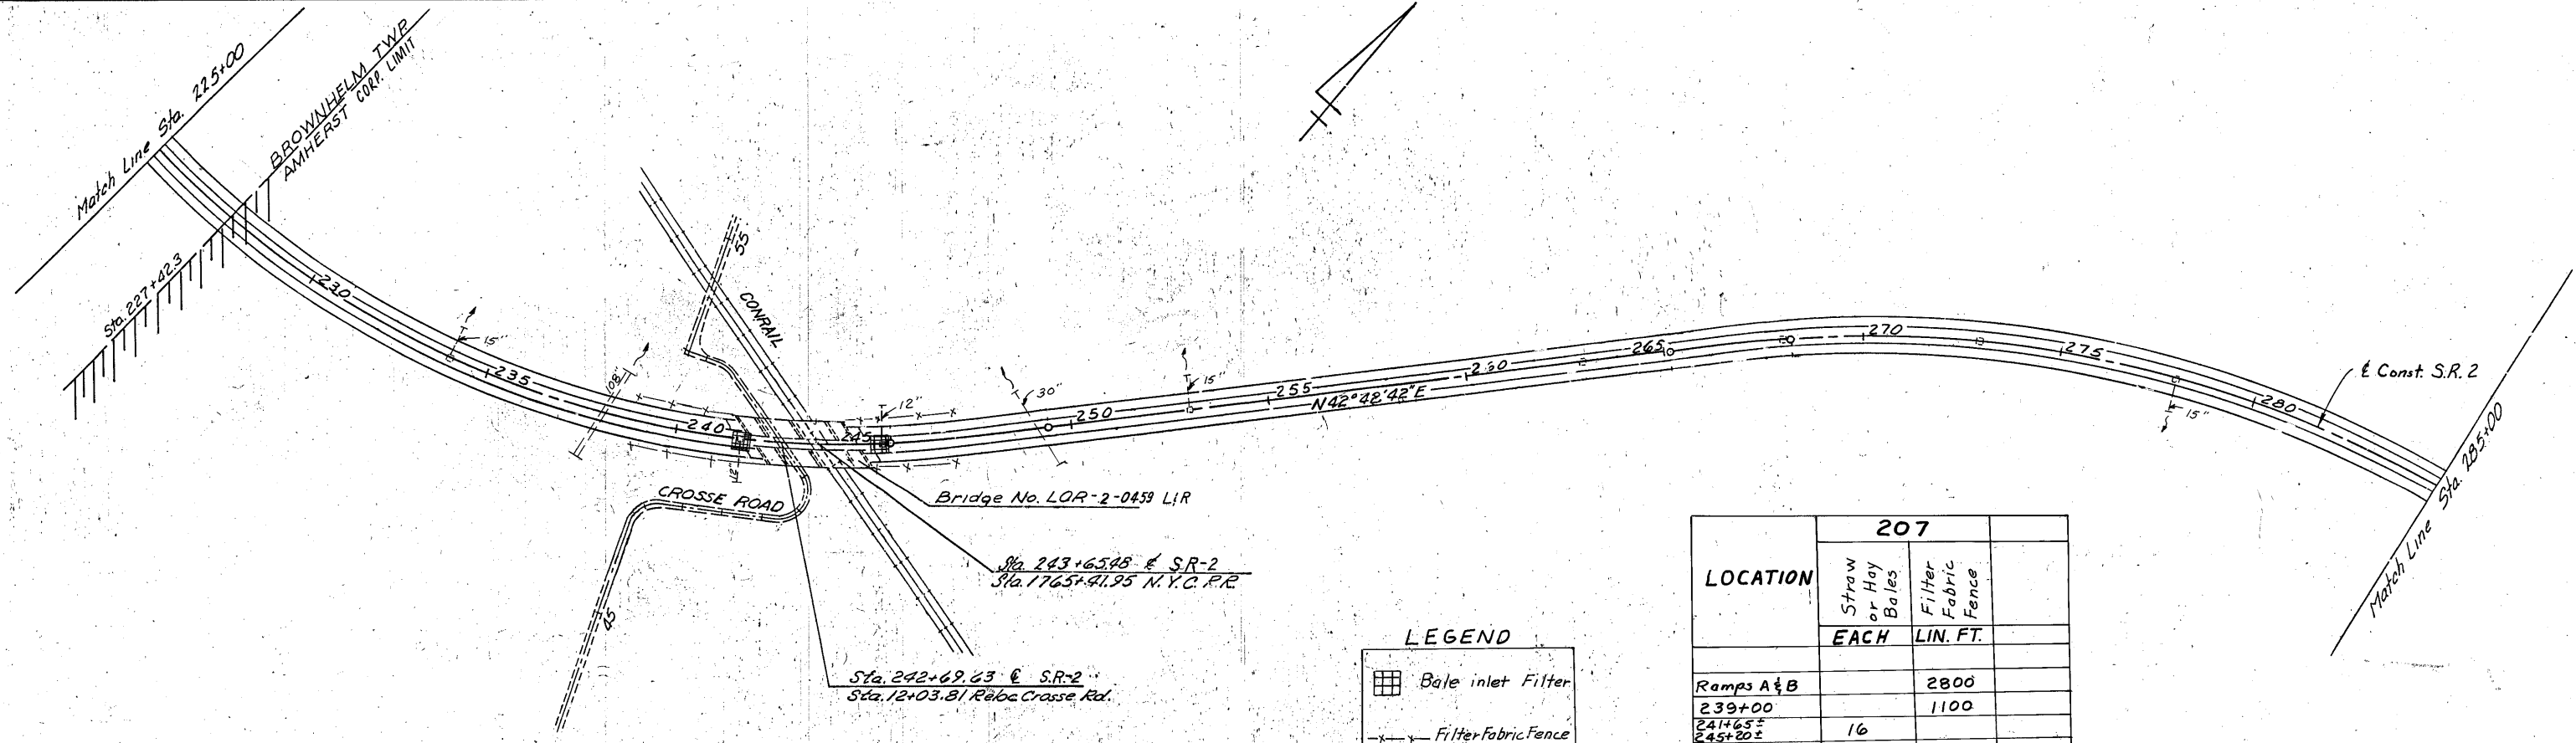 Match Line Sta. 225+00
BROWNHELM TWP
AMHERST CORP. LIMIT
Sta. 227+42.3
230
15"
235
108"
55
CONRAIL
240
12"
245
12"
30"
250
15"
255
N42°42'42"E
260
265
270
275
15"
280
℄ Const. S.R. 2
Match Line Sta. 285+00
CROSSE ROAD
45
Bridge No. LOR-2-0459 L&R
Sta. 243+65.48 ℄ S.R-2
Sta. 1765+41.95 N.Y.C. R.R.
Sta. 242+69.63 ℄ S.R-2
Sta. 12+03.81 Reloc Crosse Rd.
LEGEND
Bale inlet Filter
Filter Fabric Fence
207
LOCATION
Straw or Hay Bales
Filter Fabric Fence
EACH LIN. FT.
Ramps A & B 2800
239+00 1100
241+65±
245+20± 16